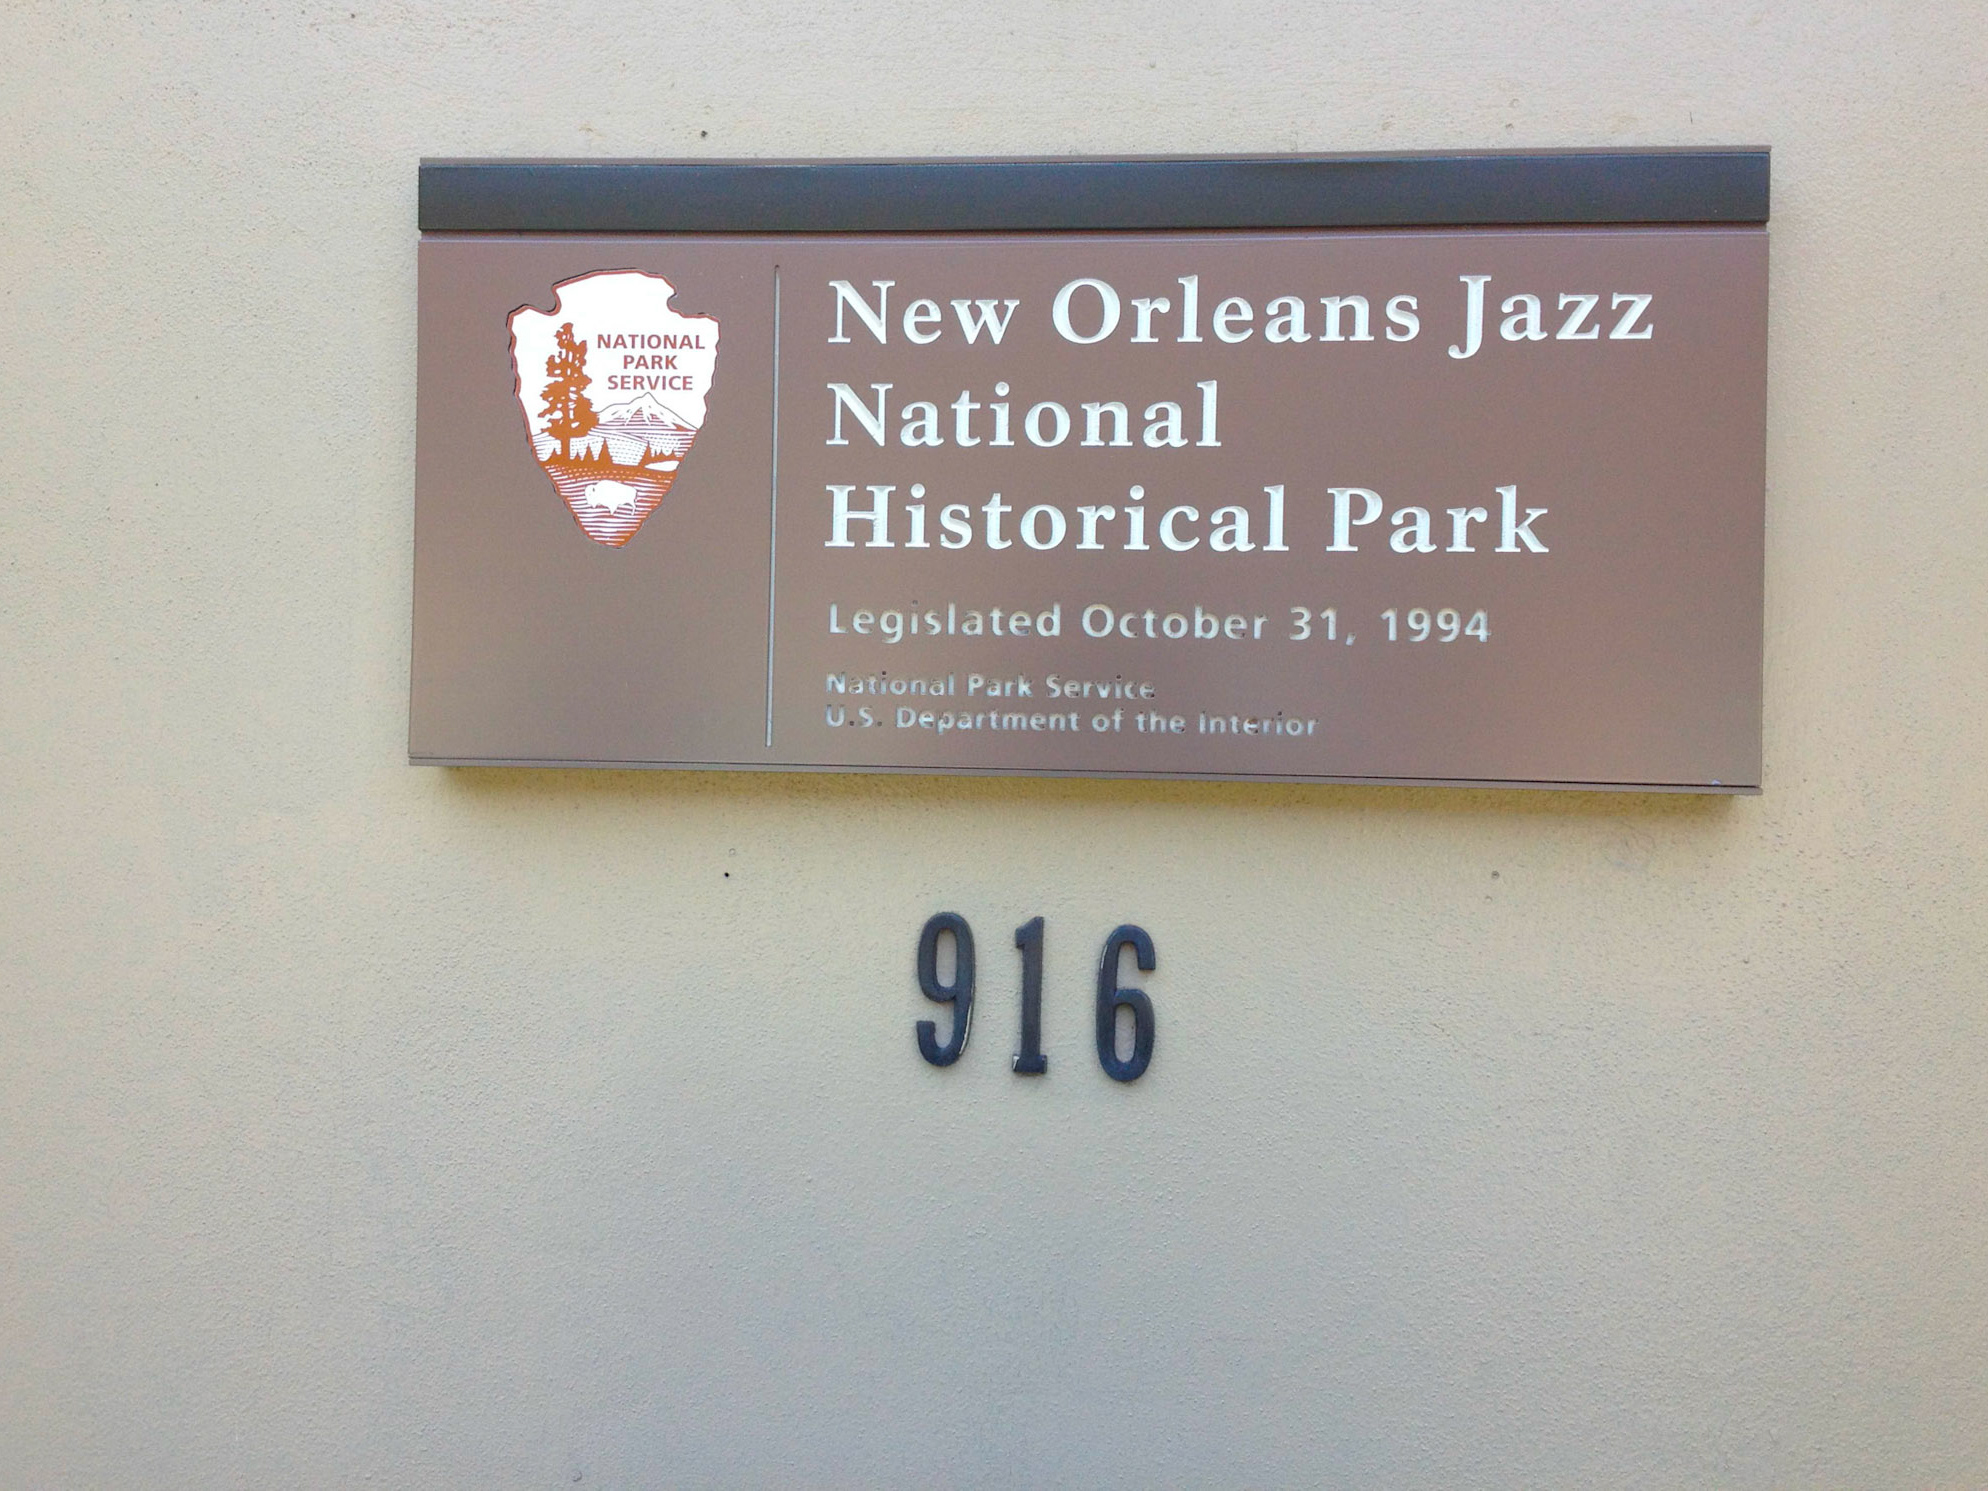 NATIONAL
PARK
SERVICE
New Orleans Jazz
National
Historical Park
Legislated October 31, 1994
National Park Service
U.S. Department of the Interior
916